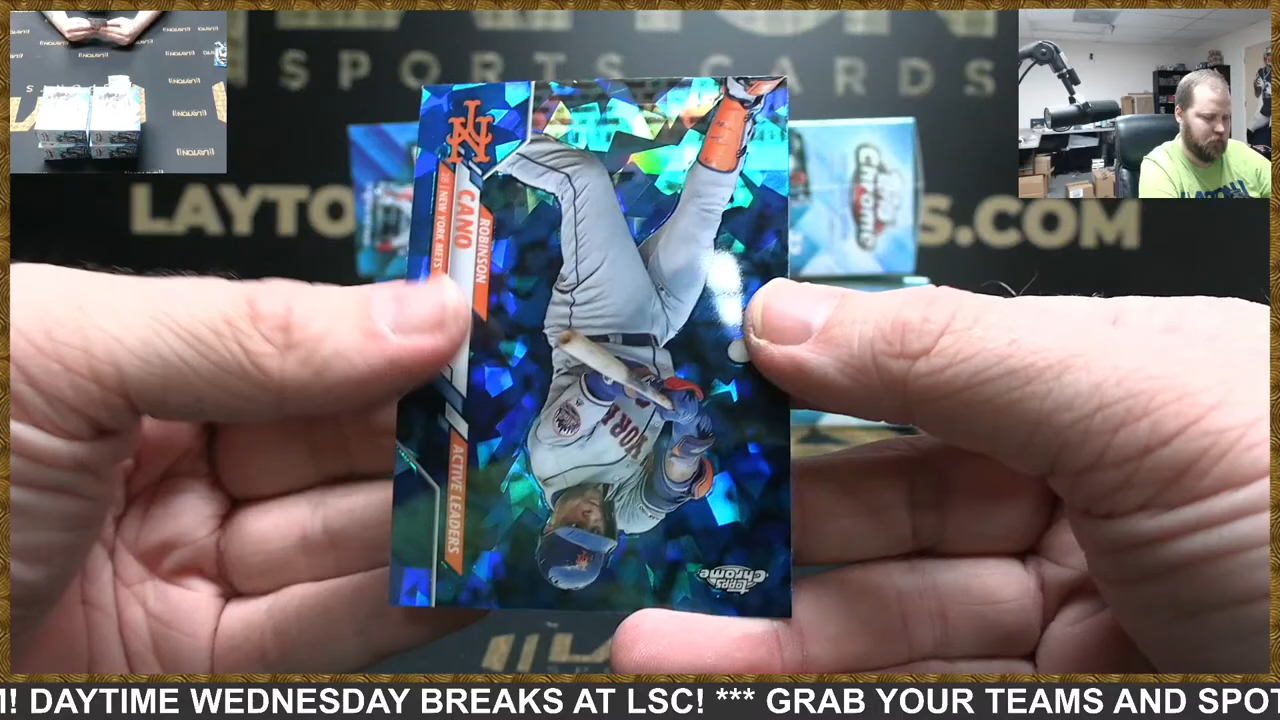 SPORTS CARDS
LAYTO
S.COM
NY
ROBINSON
CANO
2B | NEW YORK METS
ACTIVE LEADERS
YORK
topps
Chrome
Chrome
M! DAYTIME WEDNESDAY BREAKS AT LSC! *** GRAB YOUR TEAMS AND SPOT